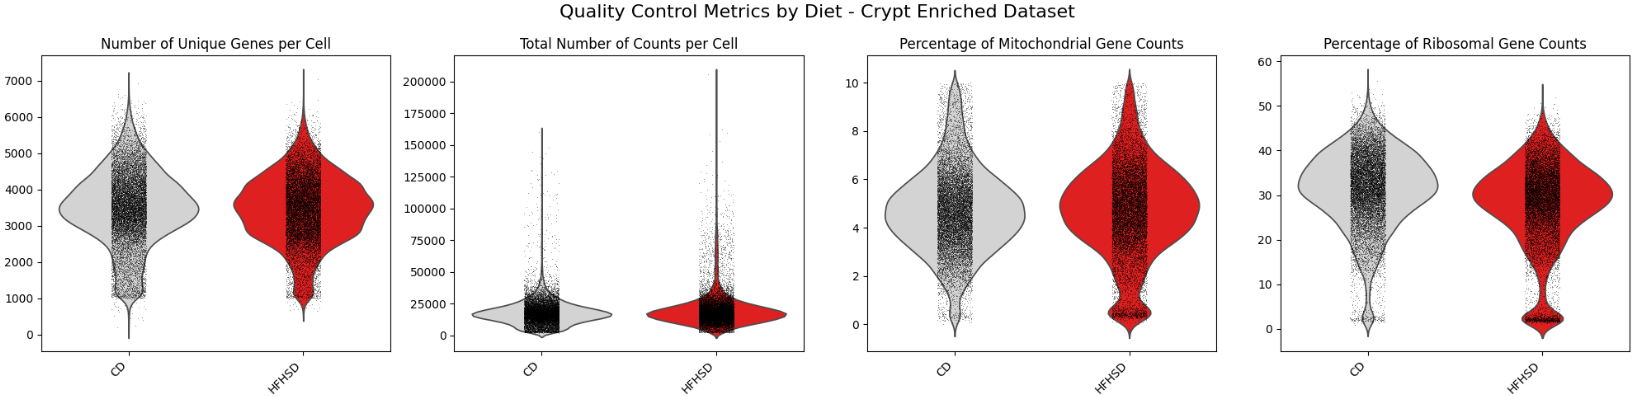 Quality Control Metrics by Diet - Crypt Enriched Dataset
Number of Unique Genes per Cell
7000
6000
5000
4000
3000
2000
1000
0
CD
HFHSD
Total Number of Counts per Cell
200000
175000
150000
125000
100000
75000
50000
25000
0
CD
HFHSD
Percentage of Mitochondrial Gene Counts
10
8
6
4
2
0
CD
HFHSD
Percentage of Ribosomal Gene Counts
60
50
40
30
20
10
0
CD
HFHSD